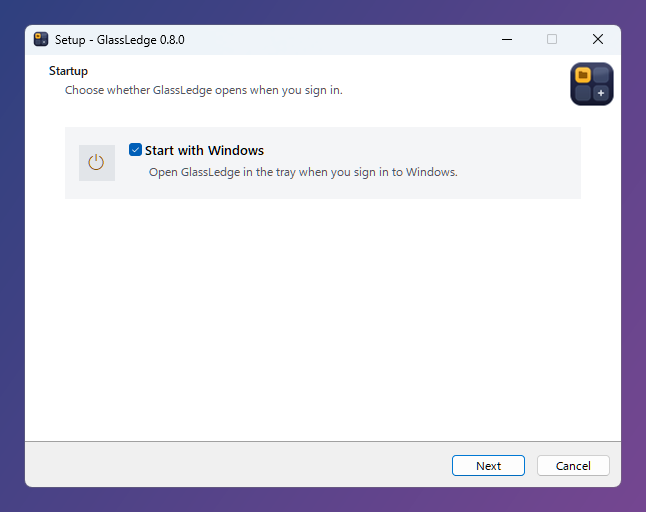 Setup - GlassLedge 0.8.0
Startup
Choose whether GlassLedge opens when you sign in.
Start with Windows
Open GlassLedge in the tray when you sign in to Windows.
Next
Cancel